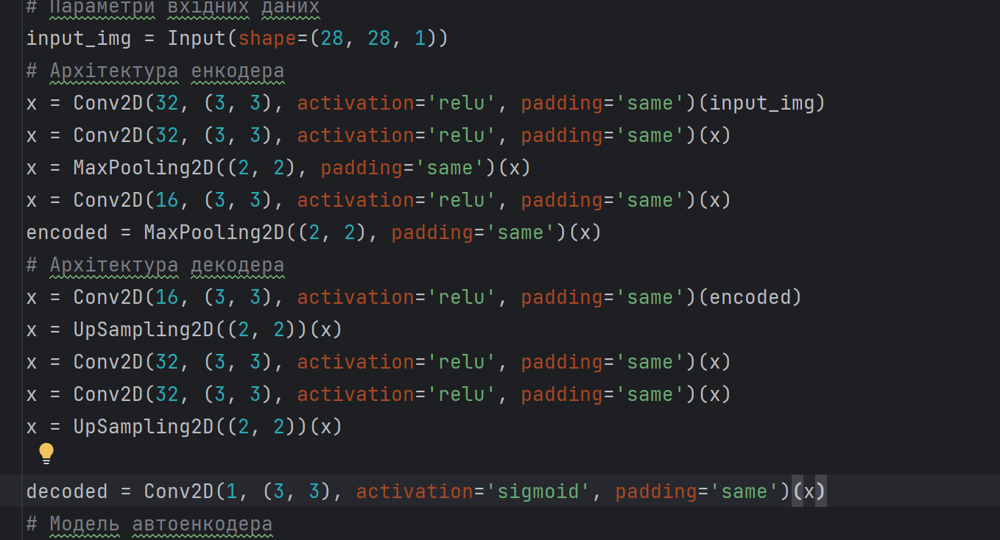 # Параметри вхідних даних
input_img = Input(shape=(28, 28, 1))
# Архітектура енкодера
x = Conv2D(32, (3, 3), activation='relu', padding='same')(input_img)
x = Conv2D(32, (3, 3), activation='relu', padding='same')(x)
x = MaxPooling2D((2, 2), padding='same')(x)
x = Conv2D(16, (3, 3), activation='relu', padding='same')(x)
encoded = MaxPooling2D((2, 2), padding='same')(x)
# Архітектура декодера
x = Conv2D(16, (3, 3), activation='relu', padding='same')(encoded)
x = UpSampling2D((2, 2))(x)
x = Conv2D(32, (3, 3), activation='relu', padding='same')(x)
x = Conv2D(32, (3, 3), activation='relu', padding='same')(x)
x = UpSampling2D((2, 2))(x)
decoded = Conv2D(1, (3, 3), activation='sigmoid', padding='same')(x)
# Модель автоенкодера